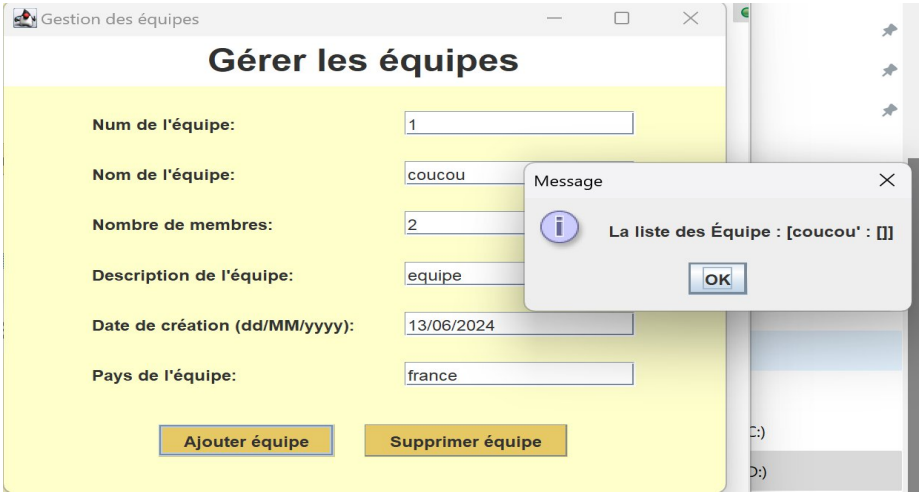 Gestion des équipes
Gérer les équipes
Num de l'équipe: 1
Nom de l'équipe: coucou
Nombre de membres: 2
Description de l'équipe: equipe
Date de création (dd/MM/yyyy): 13/06/2024
Pays de l'équipe: france
Ajouter équipe Supprimer équipe
Message
La liste des Équipe : [coucou' : []]
OK
C:)
D:)